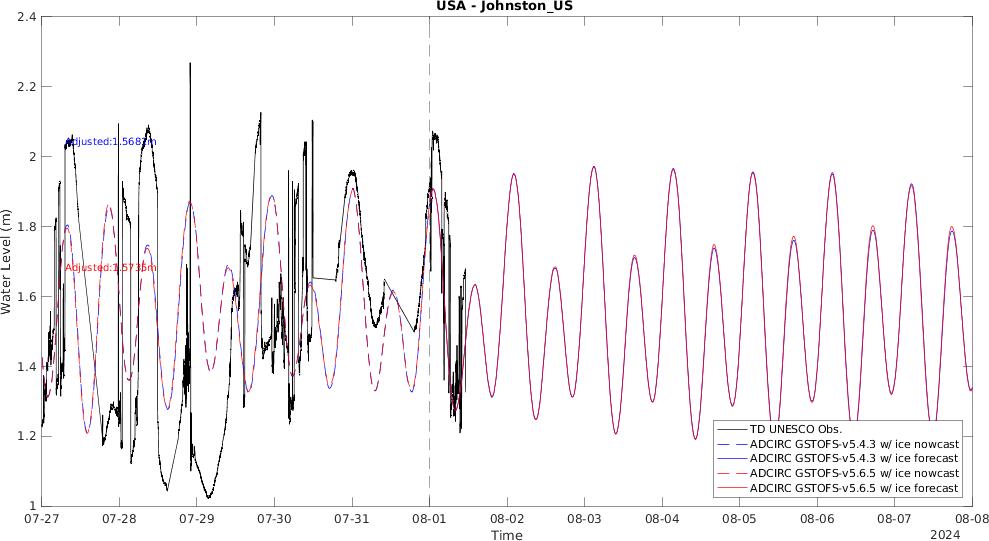 USA - Johnston_US
2.4
2.2
2
1.8
1.6
1.4
1.2
1
Water Level (m)
Adjusted:1.5735m
TD UNESCO Obs.
ADCIRC GSTOFS-v5.4.3 w/ ice nowcast
ADCIRC GSTOFS-v5.4.3 w/ ice forecast
ADCIRC GSTOFS-v5.6.5 w/ ice nowcast
ADCIRC GSTOFS-v5.6.5 w/ ice forecast
07-27 07-28 07-29 07-30 07-31 08-01 08-02 08-03 08-04 08-05 08-06 08-07 08-08
Time
2024